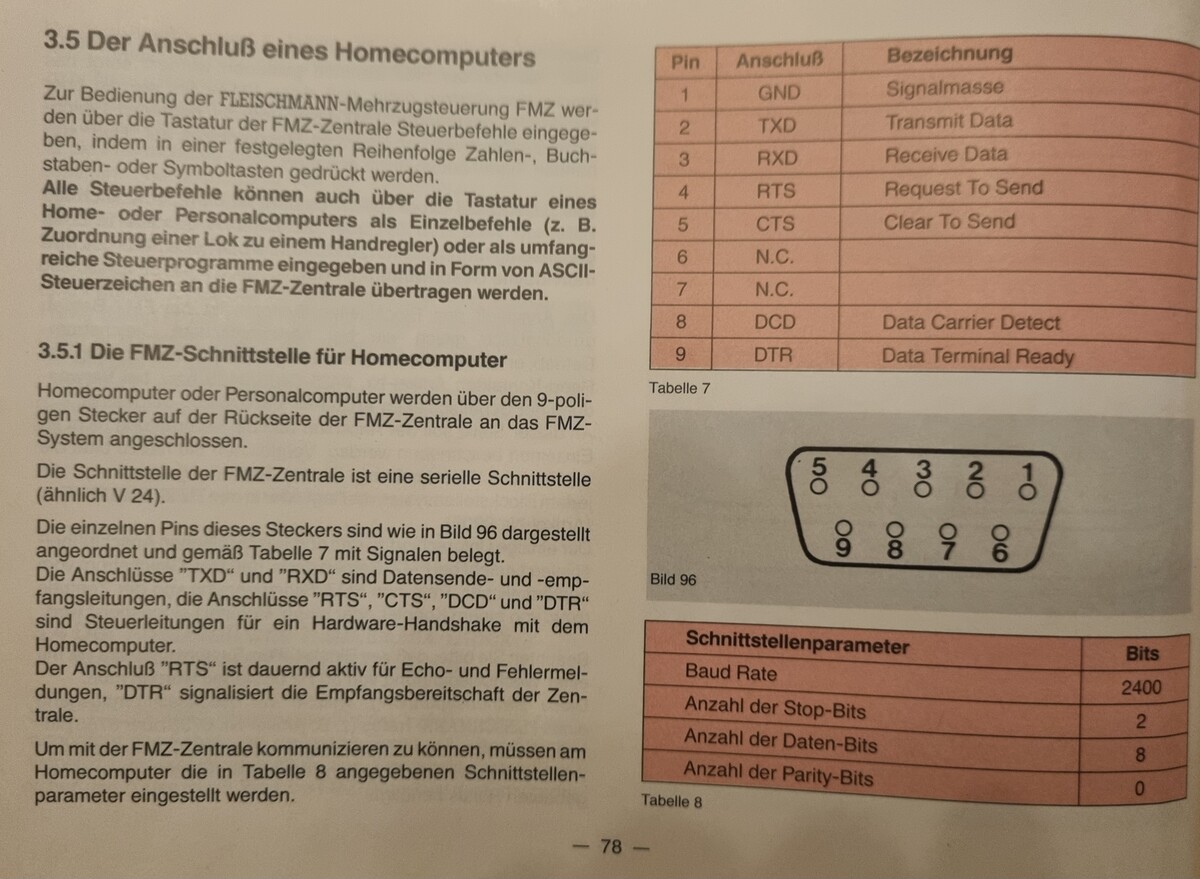 3.5 Der Anschluß eines Homecomputers
Zur Bedienung der FLEISCHMANN-Mehrzugsteuerung FMZ wer-
den über die Tastatur der FMZ-Zentrale Steuerbefehle eingege-
ben, indem in einer festgelegten Reihenfolge Zahlen-, Buch-
staben- oder Symboltasten gedrückt werden.
Alle Steuerbefehle können auch über die Tastatur eines
Home- oder Personalcomputers als Einzelbefehle (z. B.
Zuordnung einer Lok zu einem Handregler) oder als umfang-
reiche Steuerprogramme eingegeben und in Form von ASCII-
Steuerzeichen an die FMZ-Zentrale übertragen werden.
3.5.1 Die FMZ-Schnittstelle für Homecomputer
Homecomputer oder Personalcomputer werden über den 9-poli-
gen Stecker auf der Rückseite der FMZ-Zentrale an das FMZ-
System angeschlossen.
Die Schnittstelle der FMZ-Zentrale ist eine serielle Schnittstelle
(ähnlich V 24).
Die einzelnen Pins dieses Steckers sind wie in Bild 96 dargestellt
angeordnet und gemäß Tabelle 7 mit Signalen belegt.
Die Anschlüsse ”TXD“ und ”RXD“ sind Datensende- und -emp-
fangsleitungen, die Anschlüsse ”RTS“, ”CTS“, ”DCD“ und ”DTR“
sind Steuerleitungen für ein Hardware-Handshake mit dem
Homecomputer.
Der Anschluß ”RTS“ ist dauernd aktiv für Echo- und Fehlermel-
dungen, ”DTR“ signalisiert die Empfangsbereitschaft der Zen-
trale.
Um mit der FMZ-Zentrale kommunizieren zu können, müssen am
Homecomputer die in Tabelle 8 angegebenen Schnittstellen-
parameter eingestellt werden.
Pin Anschluß Bezeichnung
1 GND Signalmasse
2 TXD Transmit Data
3 RXD Receive Data
4 RTS Request To Send
5 CTS Clear To Send
6 N.C.
7 N.C.
8 DCD Data Carrier Detect
9 DTR Data Terminal Ready
Tabelle 7
5 4 3 2 1
9 8 7 6
Bild 96
Schnittstellenparameter Bits
Baud Rate 2400
Anzahl der Stop-Bits 2
Anzahl der Daten-Bits 8
Anzahl der Parity-Bits 0
Tabelle 8
— 78 —